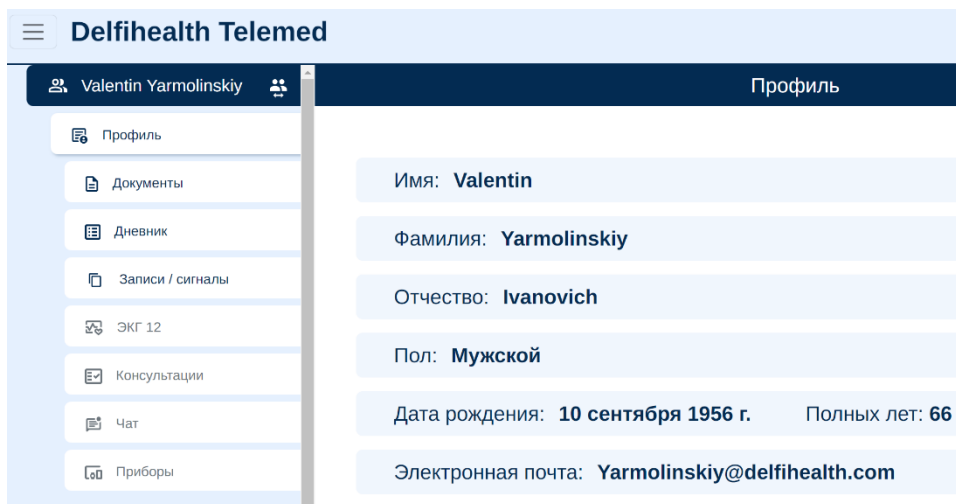 Delfihealth Telemed
Valentin Yarmolinskiy
Профиль
Профиль
Документы
Дневник
Записи / сигналы
ЭКГ 12
Консультации
Чат
Приборы
Имя: Valentin
Фамилия: Yarmolinskiy
Отчество: Ivanovich
Пол: Мужской
Дата рождения: 10 сентября 1956 г. Полных лет: 66
Электронная почта: Yarmolinskiy@delfihealth.com